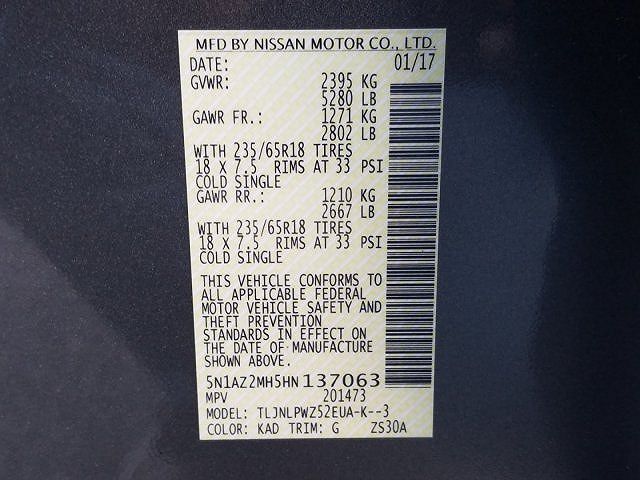 MFD BY NISSAN MOTOR CO., LTD.
DATE: 01/17
GVWR: 2395 KG
5280 LB
GAWR FR.: 1271 KG
2802 LB
WITH 235/65R18 TIRES
18 X 7.5 RIMS AT 33 PSI
COLD SINGLE
GAWR RR.: 1210 KG
2667 LB
WITH 235/65R18 TIRES
18 X 7.5 RIMS AT 33 PSI
COLD SINGLE
THIS VEHICLE CONFORMS TO
ALL APPLICABLE FEDERAL
MOTOR VEHICLE SAFETY AND
THEFT PREVENTION
STANDARDS IN EFFECT ON
THE DATE OF MANUFACTURE
SHOWN ABOVE.
5N1AZ2MH5HN137063
MPV 201473
MODEL: TLJNLPWZ52EUA-K--3
COLOR: KAD TRIM: G ZS30A